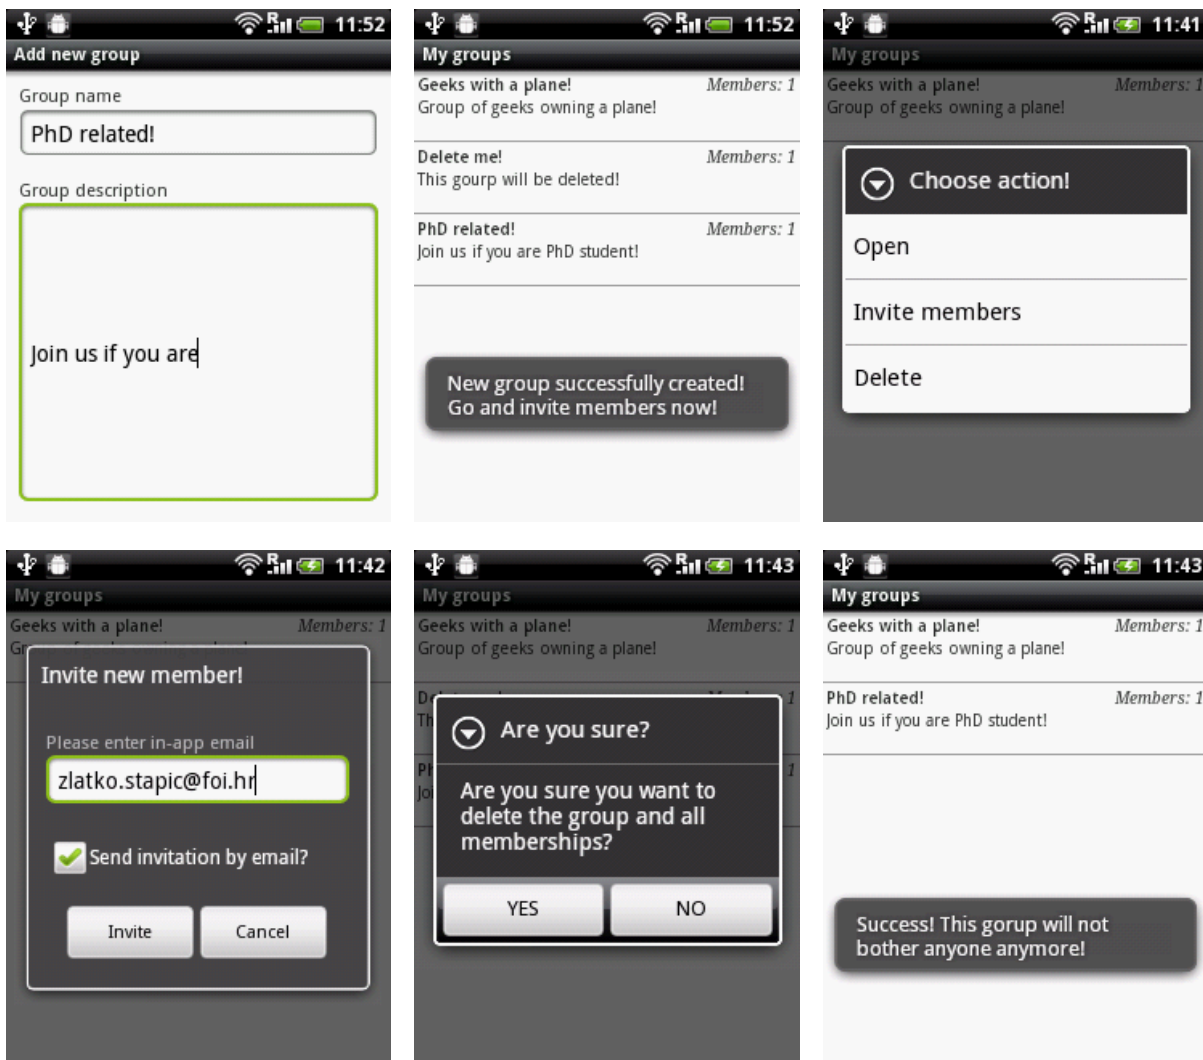 11:52
Add new group
Group name
PhD related!
Group description
Join us if you are
11:52
My groups
Geeks with a plane! Members: 1
Group of geeks owning a plane!
Delete me! Members: 1
This gourp will be deleted!
PhD related! Members: 1
Join us if you are PhD student!
New group successfully created!
Go and invite members now!
11:41
My groups
Geeks with a plane! Members: 1
Group of geeks owning a plane!
Choose action!
Open
Invite members
Delete
11:42
My groups
Geeks with a plane! Members: 1
Invite new member!
Please enter in-app email
zlatko.stapic@foi.hr
Send invitation by email?
Invite Cancel
11:43
My groups
Geeks with a plane! Members: 1
Group of geeks owning a plane!
Are you sure?
Are you sure you want to
delete the group and all
memberships?
YES NO
11:43
My groups
Geeks with a plane! Members: 1
Group of geeks owning a plane!
PhD related! Members: 1
Join us if you are PhD student!
Success! This gorup will not
bother anyone anymore!